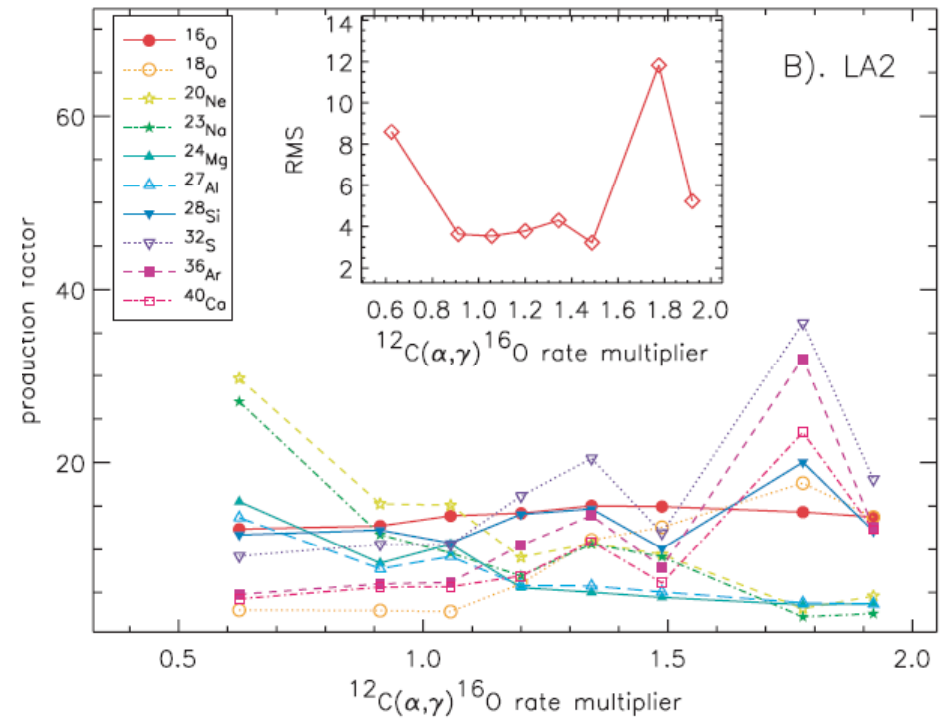 B). LA2
16O
18O
20Ne
23Na
24Mg
27Al
28Si
32S
36Ar
40Ca
RMS
14
12
10
8
6
4
2
0.6 0.8 1.0 1.2 1.4 1.6 1.8 2.0
12C(α,γ)16O rate multiplier
production factor
60
40
20
0.5 1.0 1.5 2.0
12C(α,γ)16O rate multiplier